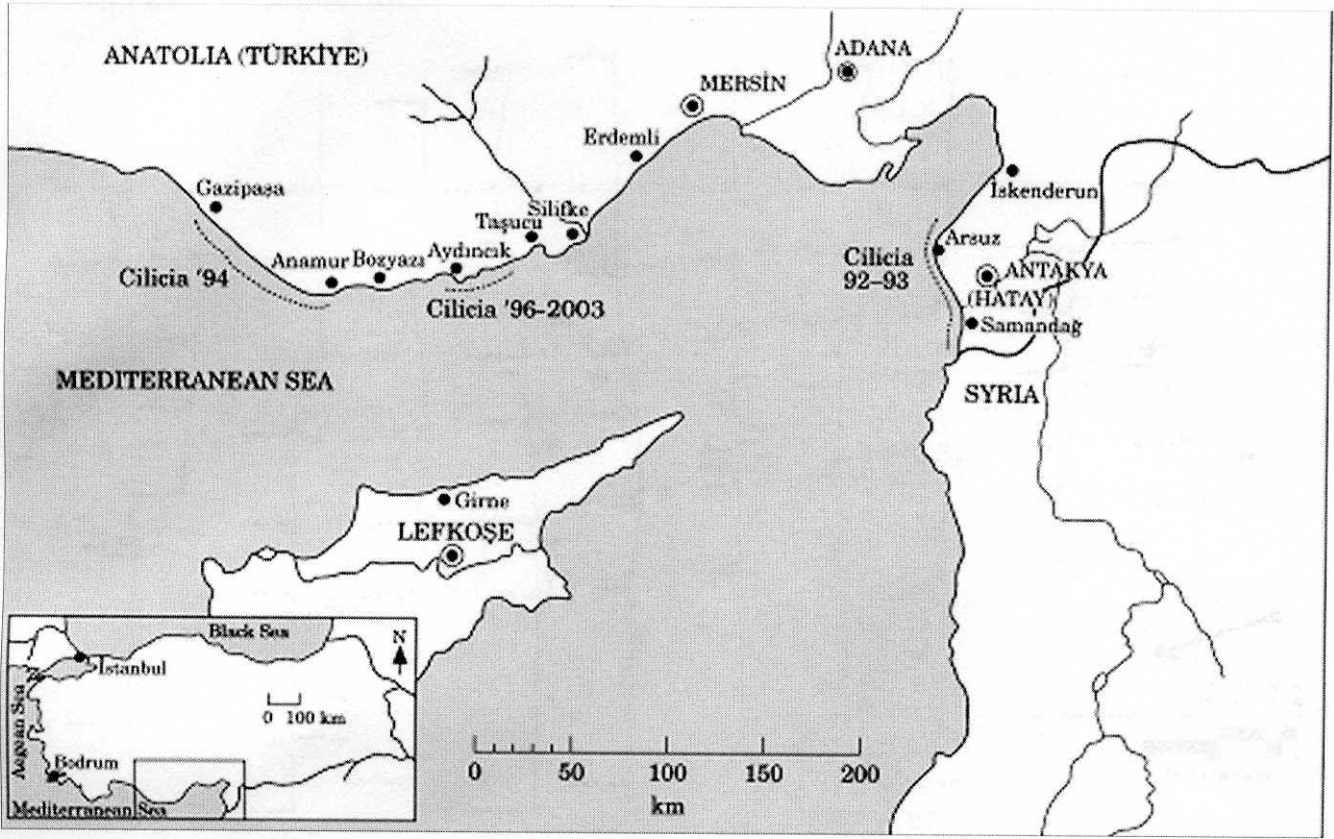 ANATOLIA (TÜRKİYE)
ADANA
MERSİN
Erdemli
Gazipaşa
İskenderun
Silifke
Taşucu
Aydıncık
Arsuz
Anamur
Bozyazı
Cilicia '94
Cilicia '96–2003
Cilicia
92–93
ANTAKYA
(HATAY)
Samandağ
MEDITERRANEAN SEA
SYRIA
Girne
LEFKOŞE
Black Sea
N
İstanbul
0 100 km
Aegean Sea
Bodrum
Mediterranean Sea
0 50 100 150 200
km